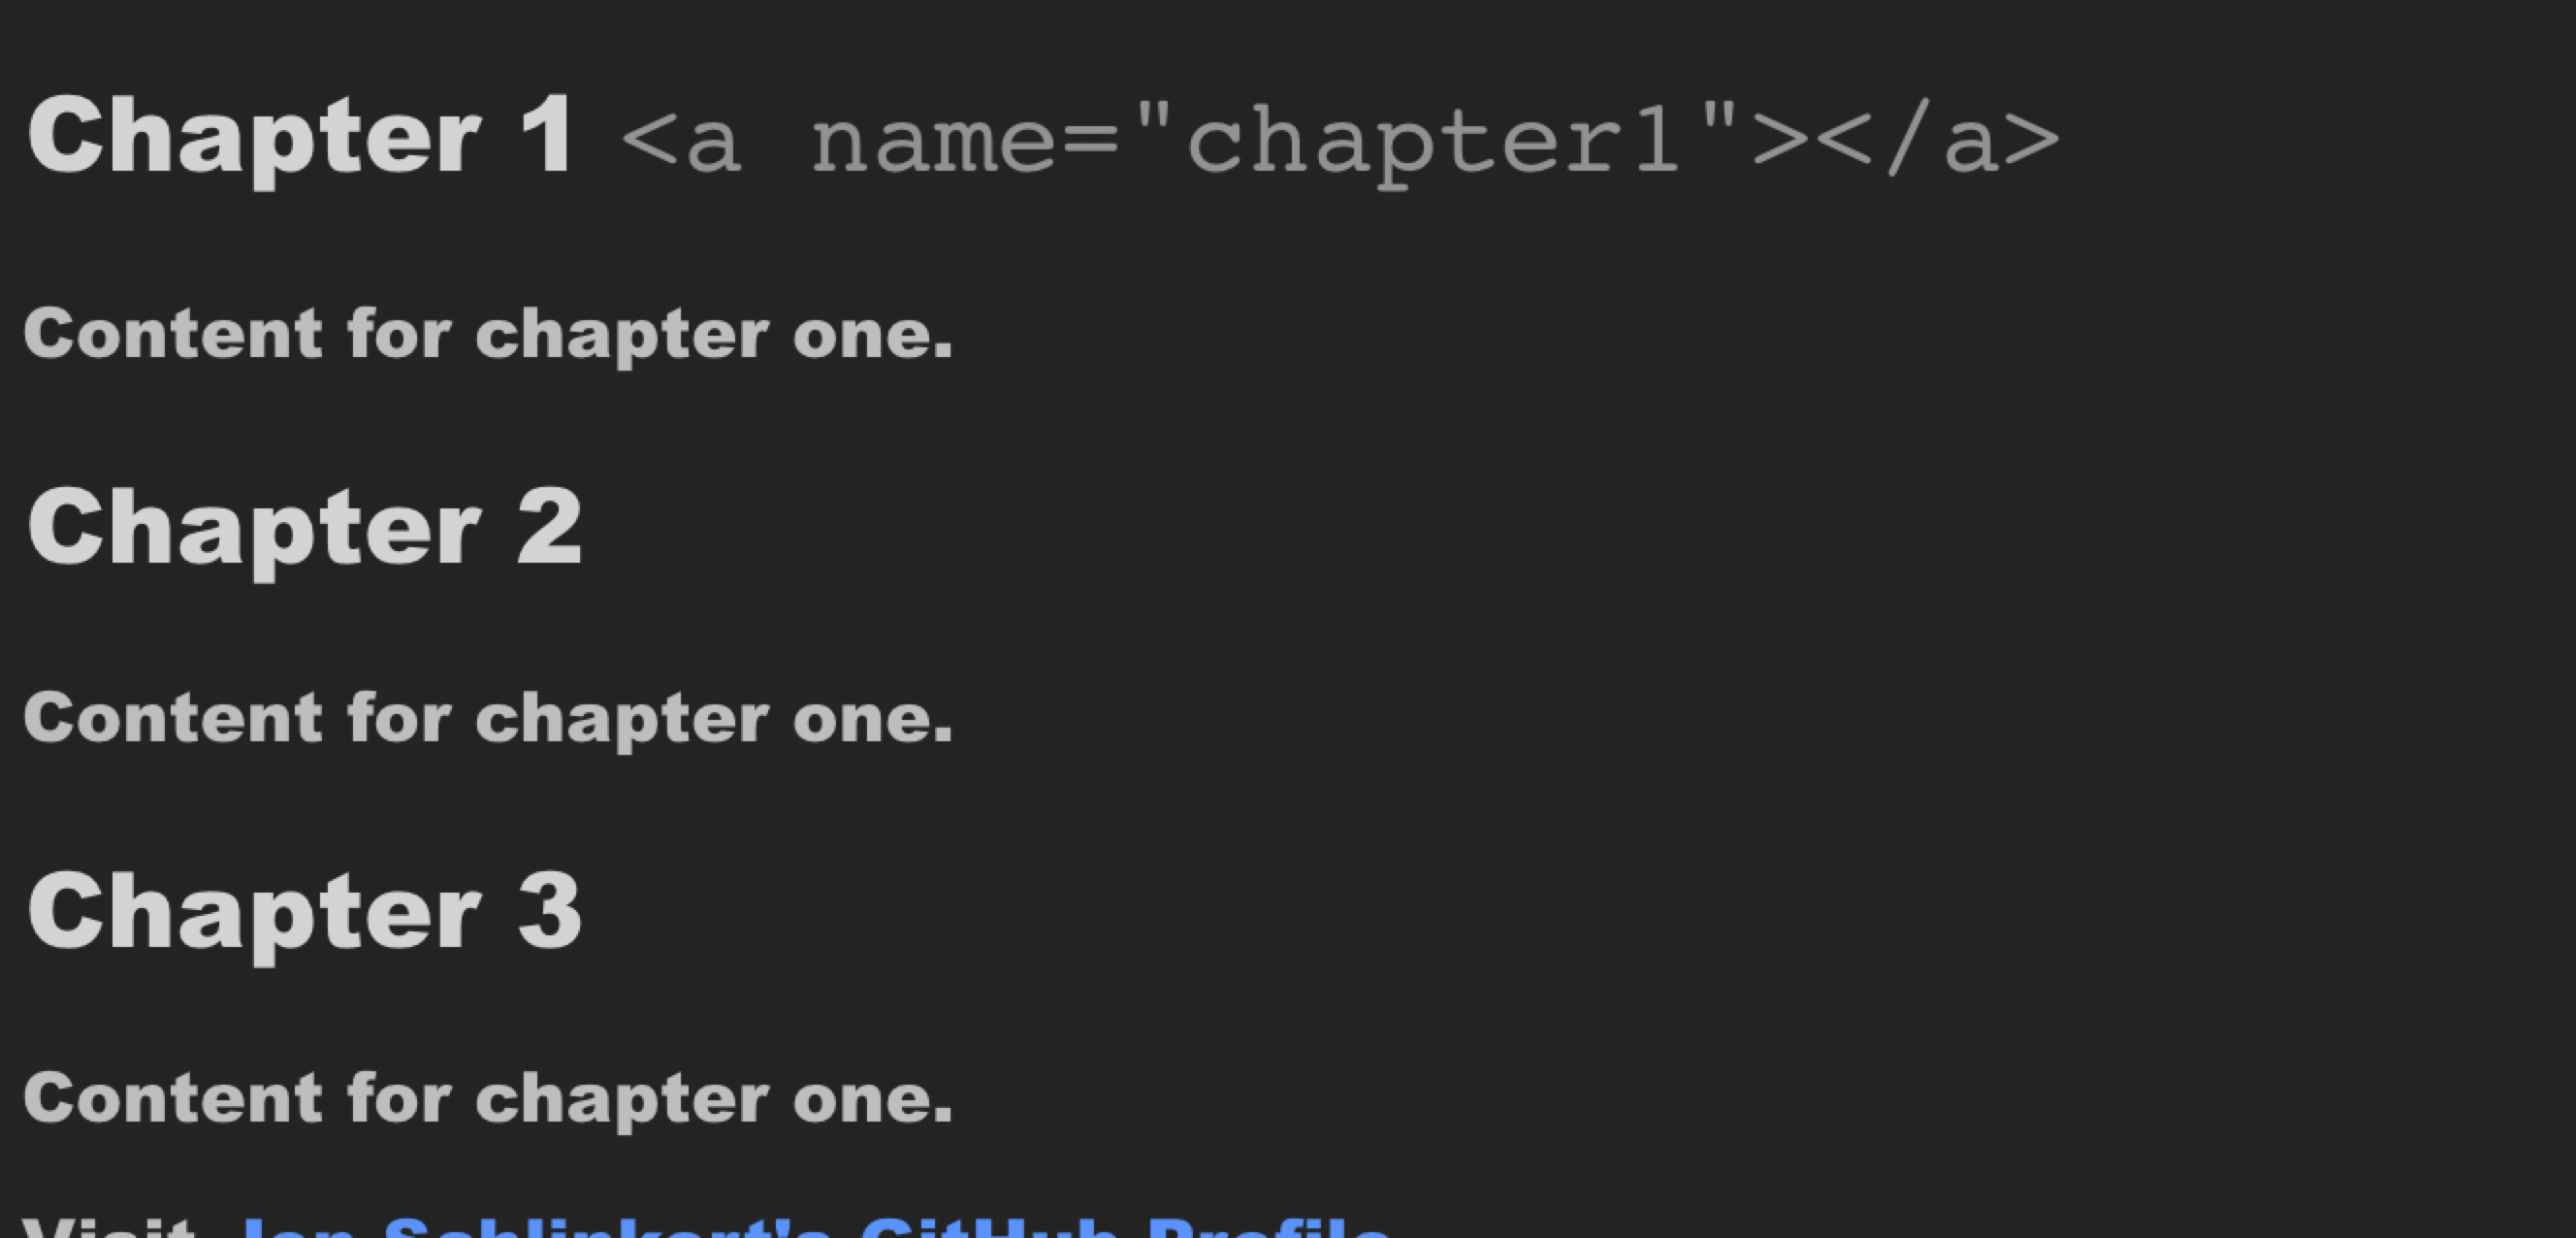 Chapter 1 <a name="chapter1"></a>
Content for chapter one.
Chapter 2
Content for chapter one.
Chapter 3
Content for chapter one.
Visit Jon Schlinkert's GitHub Profile